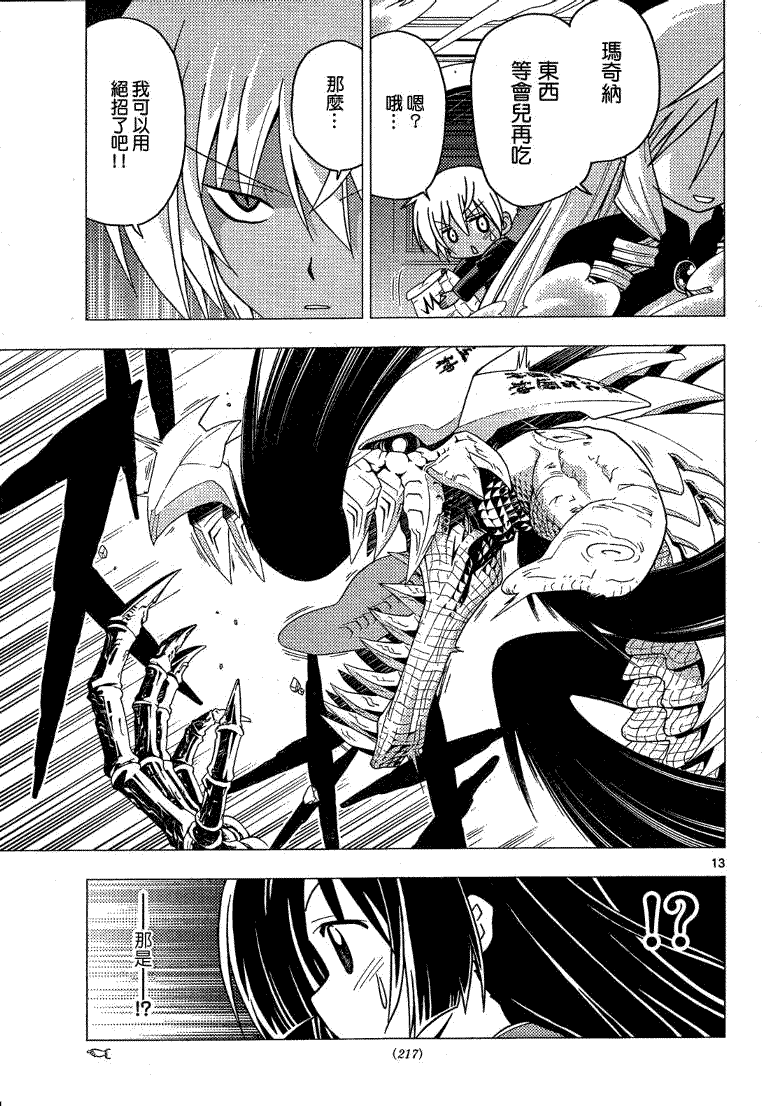 瑪奇納
東西
等會兒再吃
嗯?
哦…
那麼…
我可以用
絕招了吧!!
13
!?
——那是——!?
(217)